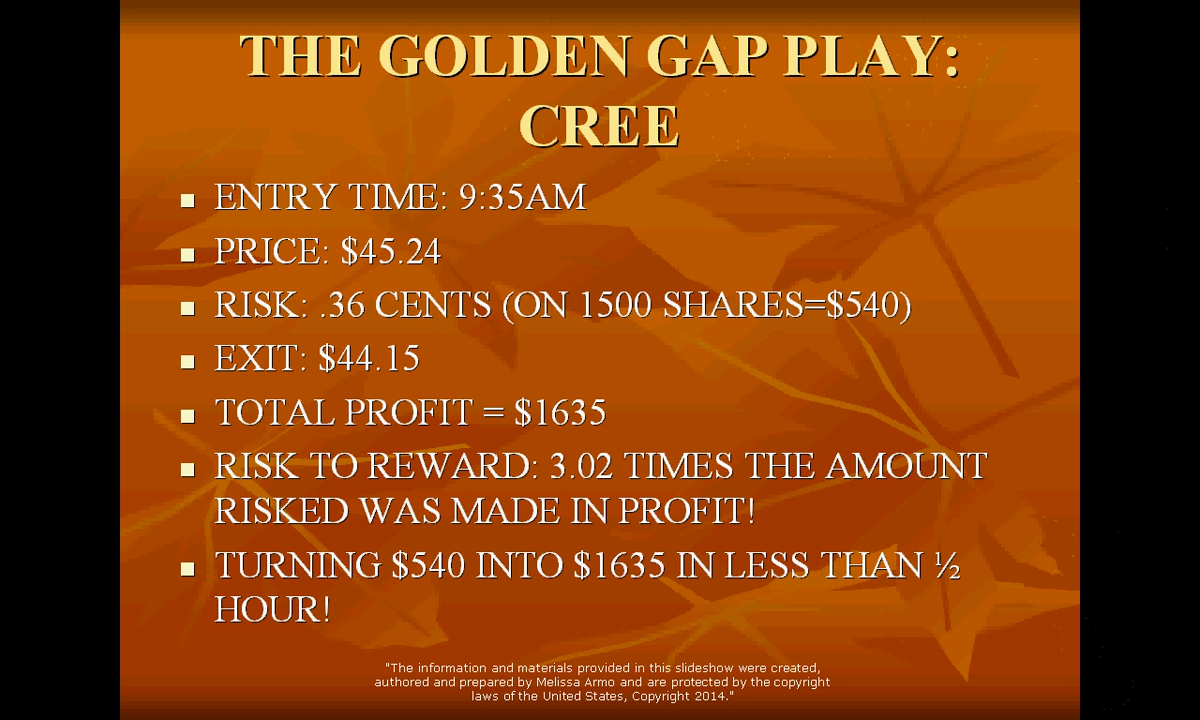 THE GOLDEN GAP PLAY:
CREE
ENTRY TIME: 9:35AM
PRICE: $45.24
RISK: .36 CENTS (ON 1500 SHARES=$540)
EXIT: $44.15
TOTAL PROFIT = $1635
RISK TO REWARD: 3.02 TIMES THE AMOUNT
RISKED WAS MADE IN PROFIT!
TURNING $540 INTO $1635 IN LESS THAN ½
HOUR!
"The information and materials provided in this slideshow were created,
authored and prepared by Melissa Armo and are protected by the copyright
laws of the United States, Copyright 2014."